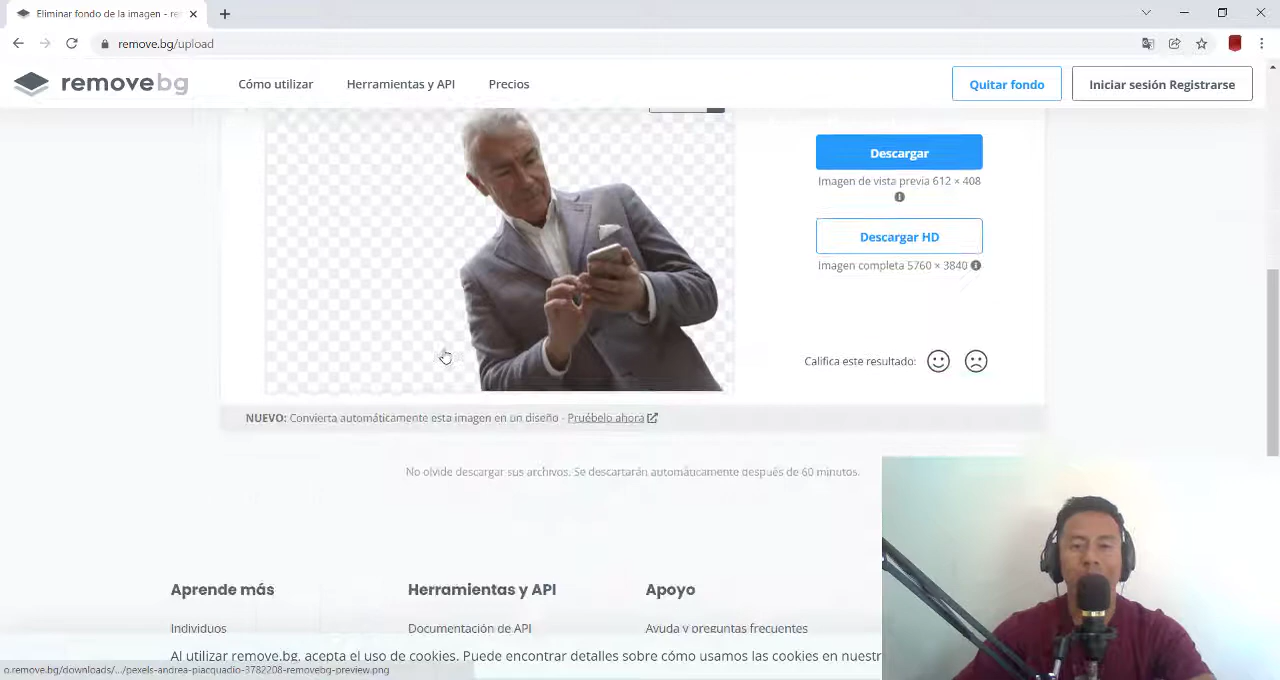 Eliminar fondo de la imagen - re
remove.bg/upload
removebg
Cómo utilizar
Herramientas y API
Precios
Quitar fondo
Iniciar sesión Registrarse
Descargar
Imagen de vista previa 612 × 408
Descargar HD
Imagen completa 5760 × 3840
Califica este resultado:
NUEVO: Convierta automáticamente esta imagen en un diseño - Pruébelo ahora
No olvide descargar sus archivos. Se descartarán automáticamente después de 60 minutos.
Aprende más
Herramientas y API
Apoyo
Individuos
Documentación de API
Ayuda y preguntas frecuentes
Al utilizar remove.bg, acepta el uso de cookies. Puede encontrar detalles sobre cómo usamos las cookies en nuestr
o.remove.bg/downloads/.../pexels-andrea-piacquadio-3782208-removebg-preview.png